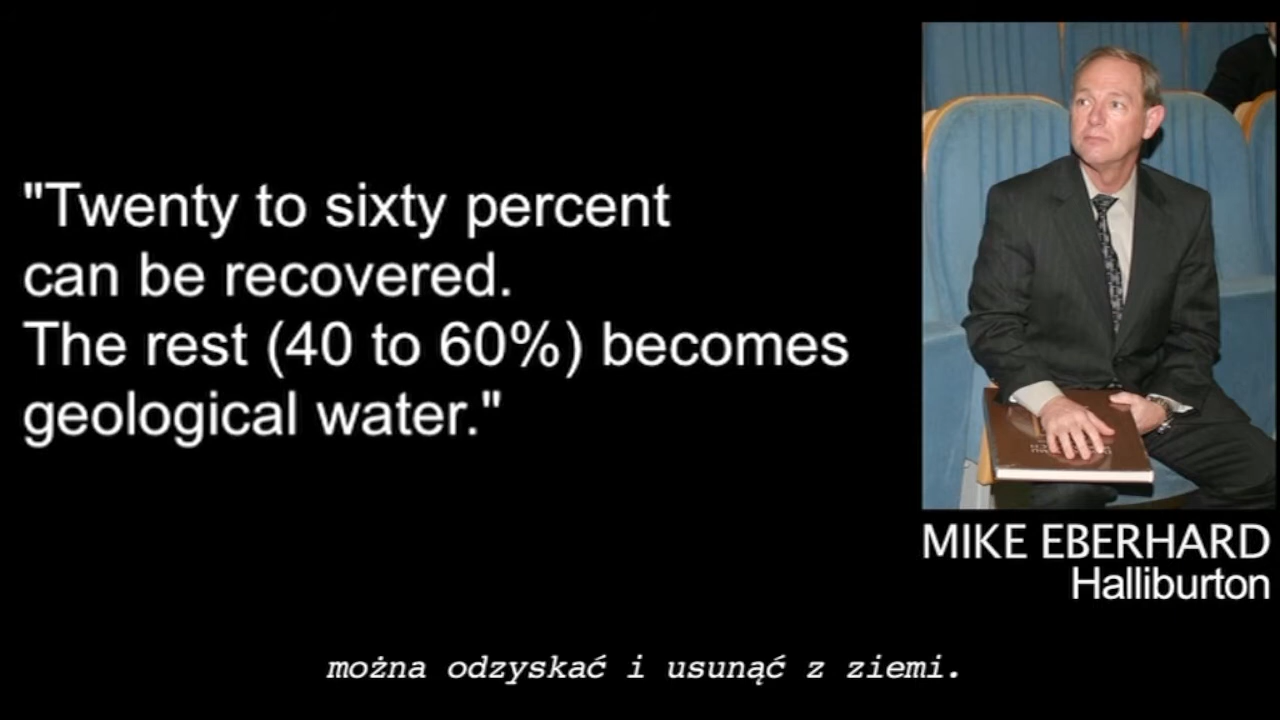 "Twenty to sixty percent
can be recovered.
The rest (40 to 60%) becomes
geological water."
MIKE EBERHARD
Halliburton
można odzyskać i usunąć z ziemi.